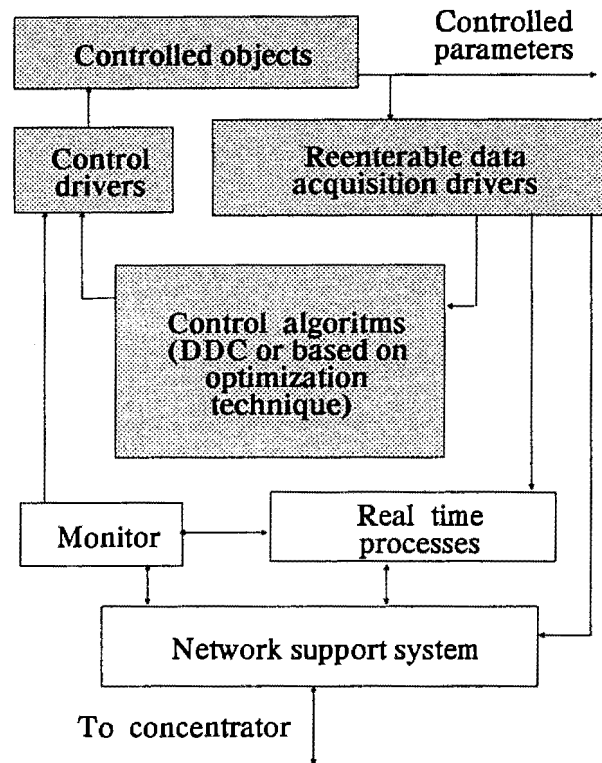 Controlled
parameters
Controlled objects
Control
drivers
Reenterable data
acquisition drivers
Control algoritms
(DDC or based on
optimization
technique)
Monitor
Real time
processes
Network support system
To concentrator